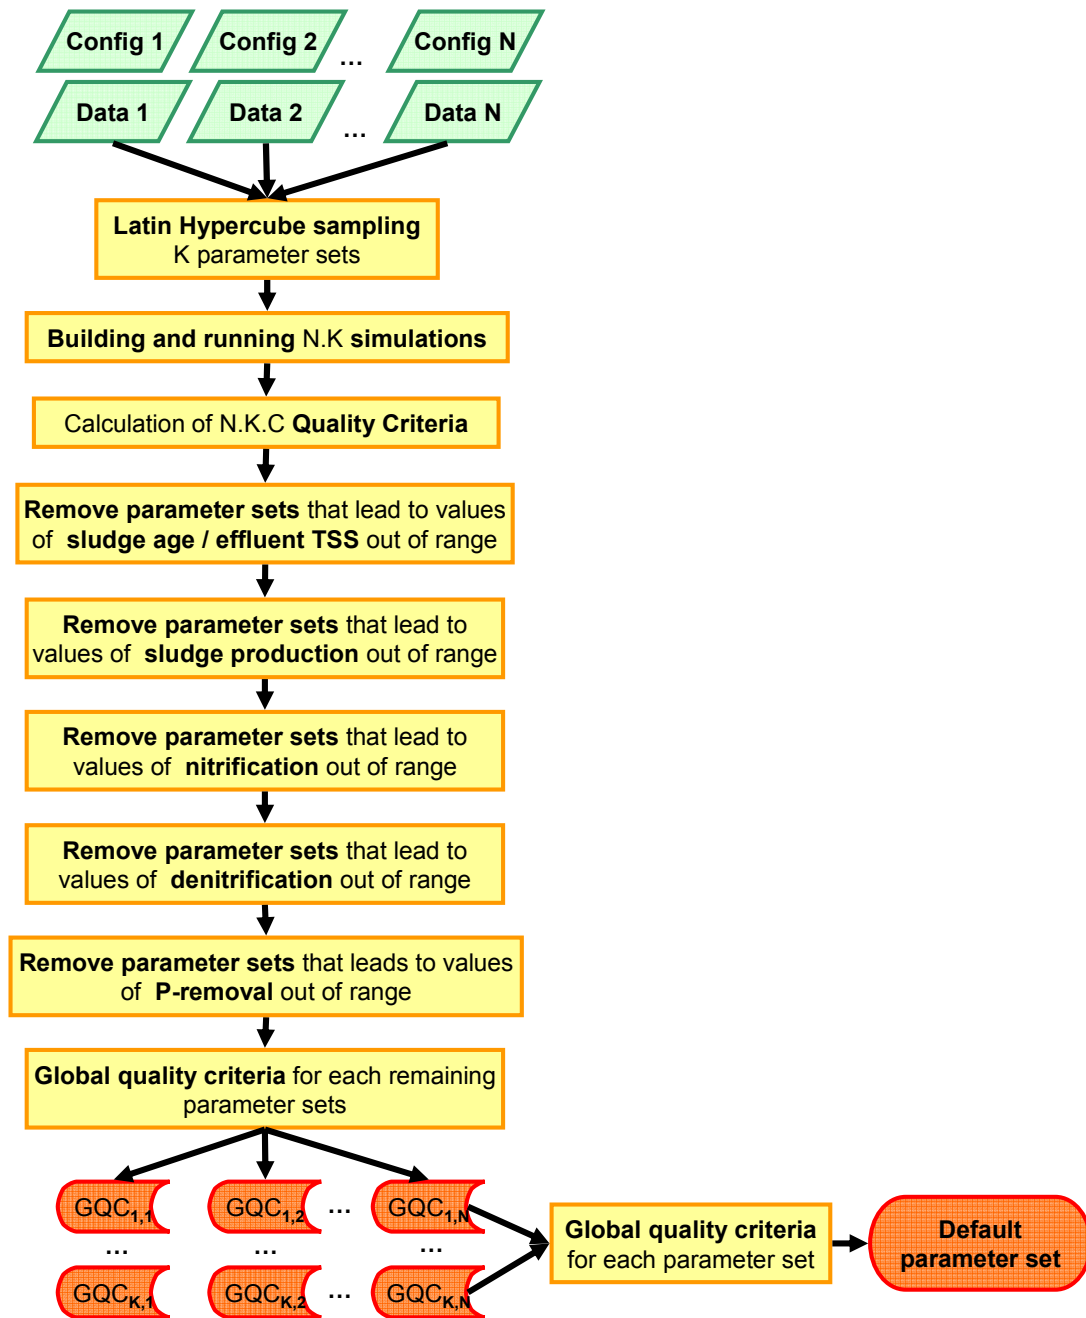 Config 1 Config 2 ... Config N
Data 1 Data 2 ... Data N
Latin Hypercube sampling
K parameter sets
Building and running N.K simulations
Calculation of N.K.C Quality Criteria
Remove parameter sets that lead to values
of sludge age / effluent TSS out of range
Remove parameter sets that lead to
values of sludge production out of range
Remove parameter sets that lead to
values of nitrification out of range
Remove parameter sets that lead to
values of denitrification out of range
Remove parameter sets that leads to values
of P-removal out of range
Global quality criteria for each remaining
parameter sets
GQC1,1 GQC1,2 ... GQC1,N
... ... ...
GQCK,1 GQCK,2 ... GQCK,N
Global quality criteria
for each parameter set
Default
parameter set